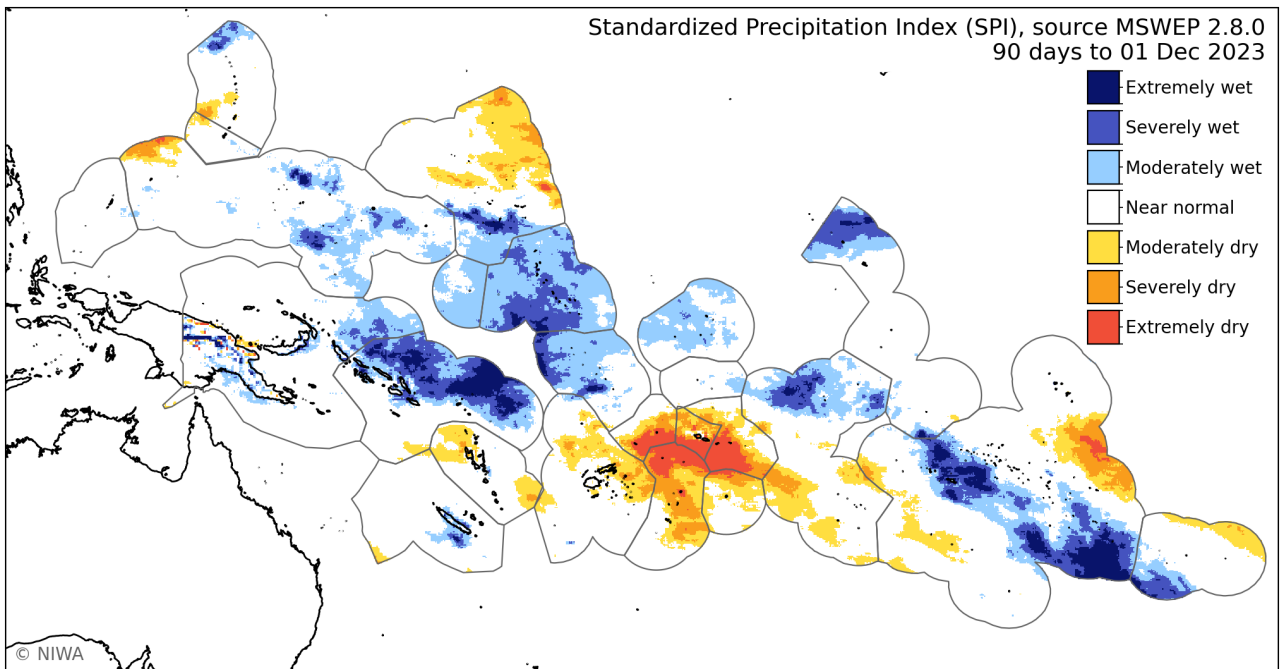 Standardized Precipitation Index (SPI), source MSWEP 2.8.0
90 days to 01 Dec 2023
Extremely wet
Severely wet
Moderately wet
Near normal
Moderately dry
Severely dry
Extremely dry
© NIWA